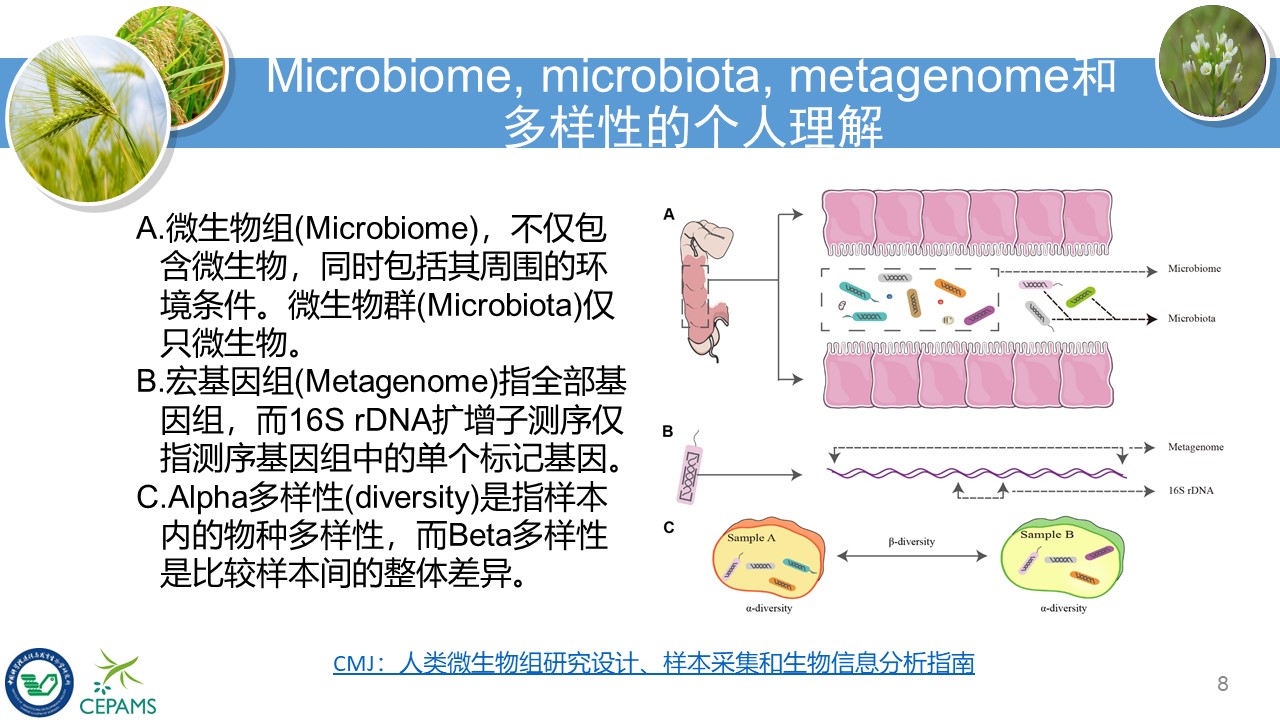 Microbiome, microbiota, metagenome和
多样性的个人理解
A.微生物组(Microbiome)，不仅包
含微生物，同时包括其周围的环
境条件。微生物群(Microbiota)仅
只微生物。
B.宏基因组(Metagenome)指全部基
因组，而16S rDNA扩增子测序仅
指测序基因组中的单个标记基因。
C.Alpha多样性(diversity)是指样本
内的物种多样性，而Beta多样性
是比较样本间的整体差异。
A
Microbiome
Microbiota
B
Metagenome
16S rDNA
C
Sample A
β-diversity
Sample B
α-diversity
α-diversity
CMJ：人类微生物组研究设计、样本采集和生物信息分析指南
CEPAMS
8